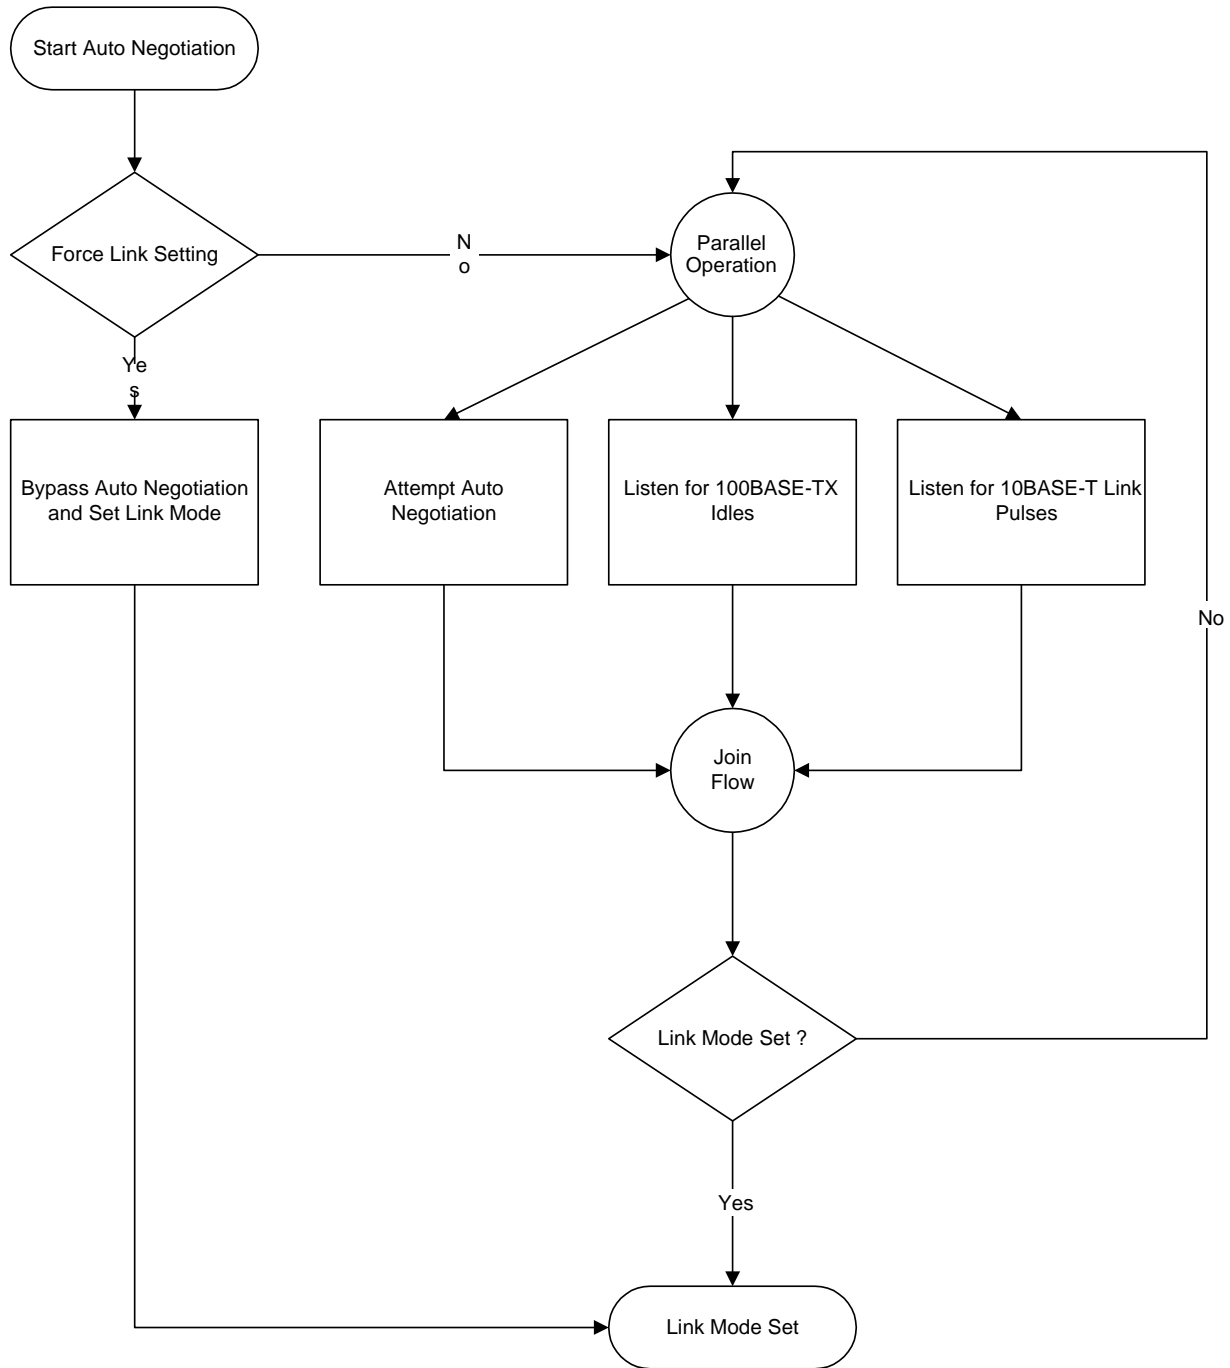 Start Auto Negotiation
Force Link Setting
N
o
Parallel
Operation
Ye
s
Bypass Auto Negotiation
and Set Link Mode
Attempt Auto
Negotiation
Listen for 100BASE-TX
Idles
Listen for 10BASE-T Link
Pulses
No
Join
Flow
Link Mode Set ?
Yes
Link Mode Set